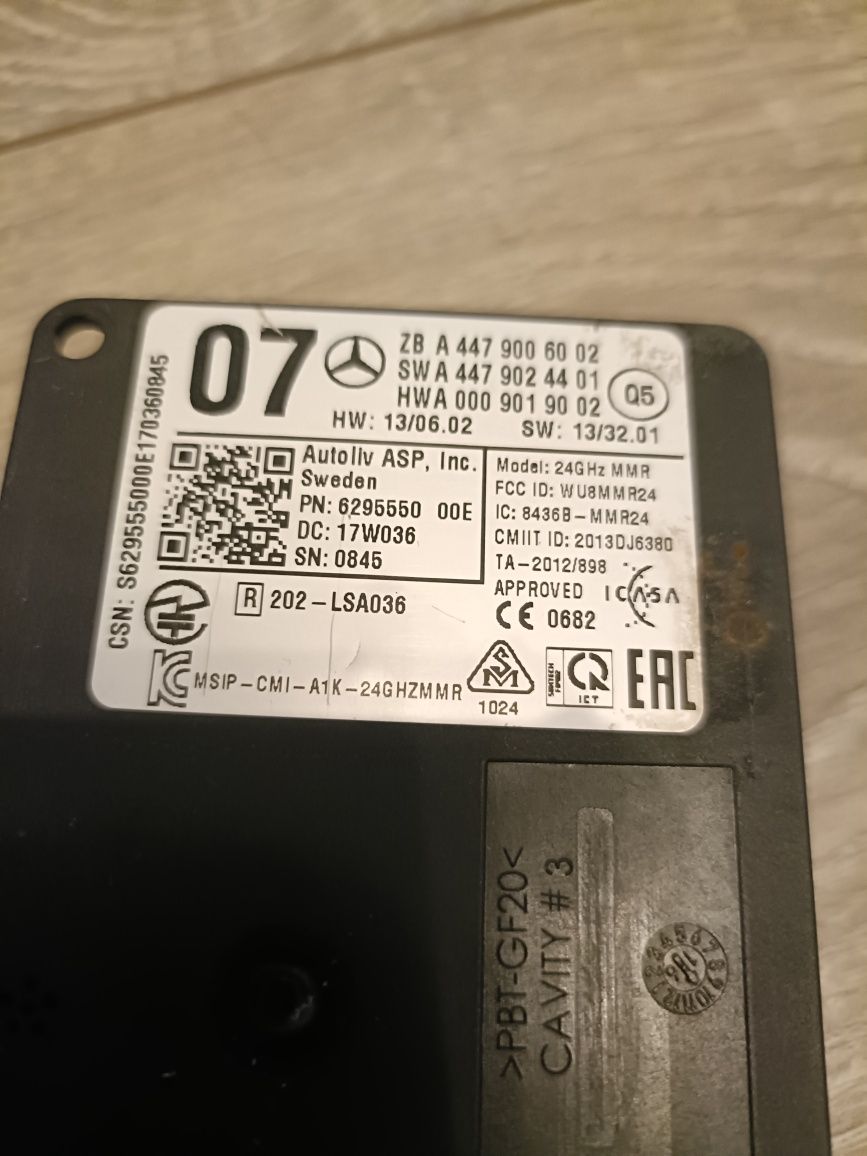 07
ZB A 447 900 60 02
SW A 447 902 44 01
HW A 000 901 90 02
Q5
HW: 13/06.02 SW: 13/32.01
CSN: S629555000E170360845
Autoliv ASP, Inc.
Sweden
PN: 6295550 00E
DC: 17W036
SN: 0845
Model: 24GHz MMR
FCC ID: WU8MMR24
IC: 8436B-MMR24
CMIIT ID: 2013DJ6380
TA-2012/898
APPROVED ICASA
CE 0682
R 202-LSA036
MSIP-CMI-A1K-24GHZMMR
SM
1024
ICT
EAC
>PBT-GF20<
CAVITY # 3